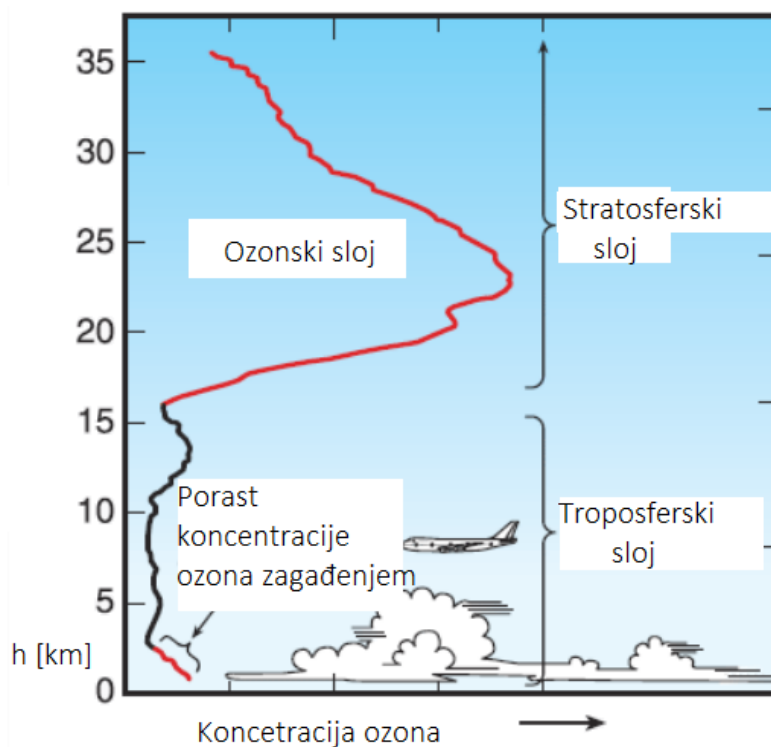 35
30
25
20
15
10
5
0
h [km]
Ozonski sloj
Stratosferski
sloj
Porast
koncentracije
ozona zagađenjem
Troposferski
sloj
Koncetracija ozona